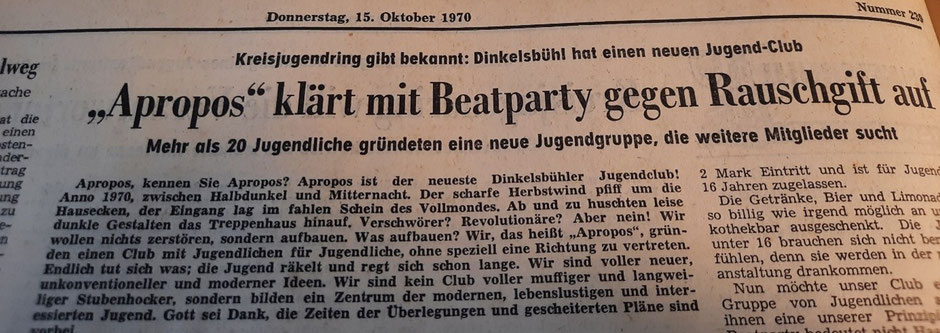 Donnerstag, 15. Oktober 1970
Nummer 239
lweg
ache
at die
einen
osten-
nder-
trag
ung
ung
zu
Kreisjugendring gibt bekannt: Dinkelsbühl hat einen neuen Jugend-Club
„Apropos“ klärt mit Beatparty gegen Rauschgift auf
Mehr als 20 Jugendliche gründeten eine neue Jugendgruppe, die weitere Mitglieder sucht
Apropos, kennen Sie Apropos? Apropos ist der neueste Dinkelsbühler Jugendclub!
Anno 1970, zwischen Halbdunkel und Mitternacht. Der scharfe Herbstwind pfiff um die
Hausecken, der Eingang lag im fahlen Schein des Vollmondes. Ab und zu huschten leise
dunkle Gestalten das Treppenhaus hinauf. Verschwörer? Revolutionäre? Aber nein! Wir
wollen nichts zerstören, sondern aufbauen. Was aufbauen? Wir, das heißt „Apropos“, grün-
den einen Club mit Jugendlichen für Jugendliche, ohne speziell eine Richtung zu vertreten.
Endlich tut sich was; die Jugend räkelt und regt sich schon lange. Wir sind voller neuer,
unkonventioneller und moderner Ideen. Wir sind kein Club voller muffiger und langwei-
liger Stubenhocker, sondern bilden ein Zentrum der modernen, lebenslustigen und inter-
essierten Jugend. Gott sei Dank, die Zeiten der Überlegungen und gescheiterten Pläne sind
vorbei
2 Mark Eintritt und ist für Jugend
16 Jahren zugelassen.
Die Getränke, Bier und Limonad
so billig wie irgend möglich an u
kothekbar ausgeschenkt. Die J
unter 16 brauchen sich nicht ber
fühlen, denn sie werden in der n
anstaltung drankommen.
Nun möchte unser Club e
Gruppe von Jugendlichen a
ihnen eine unserer Prinzip